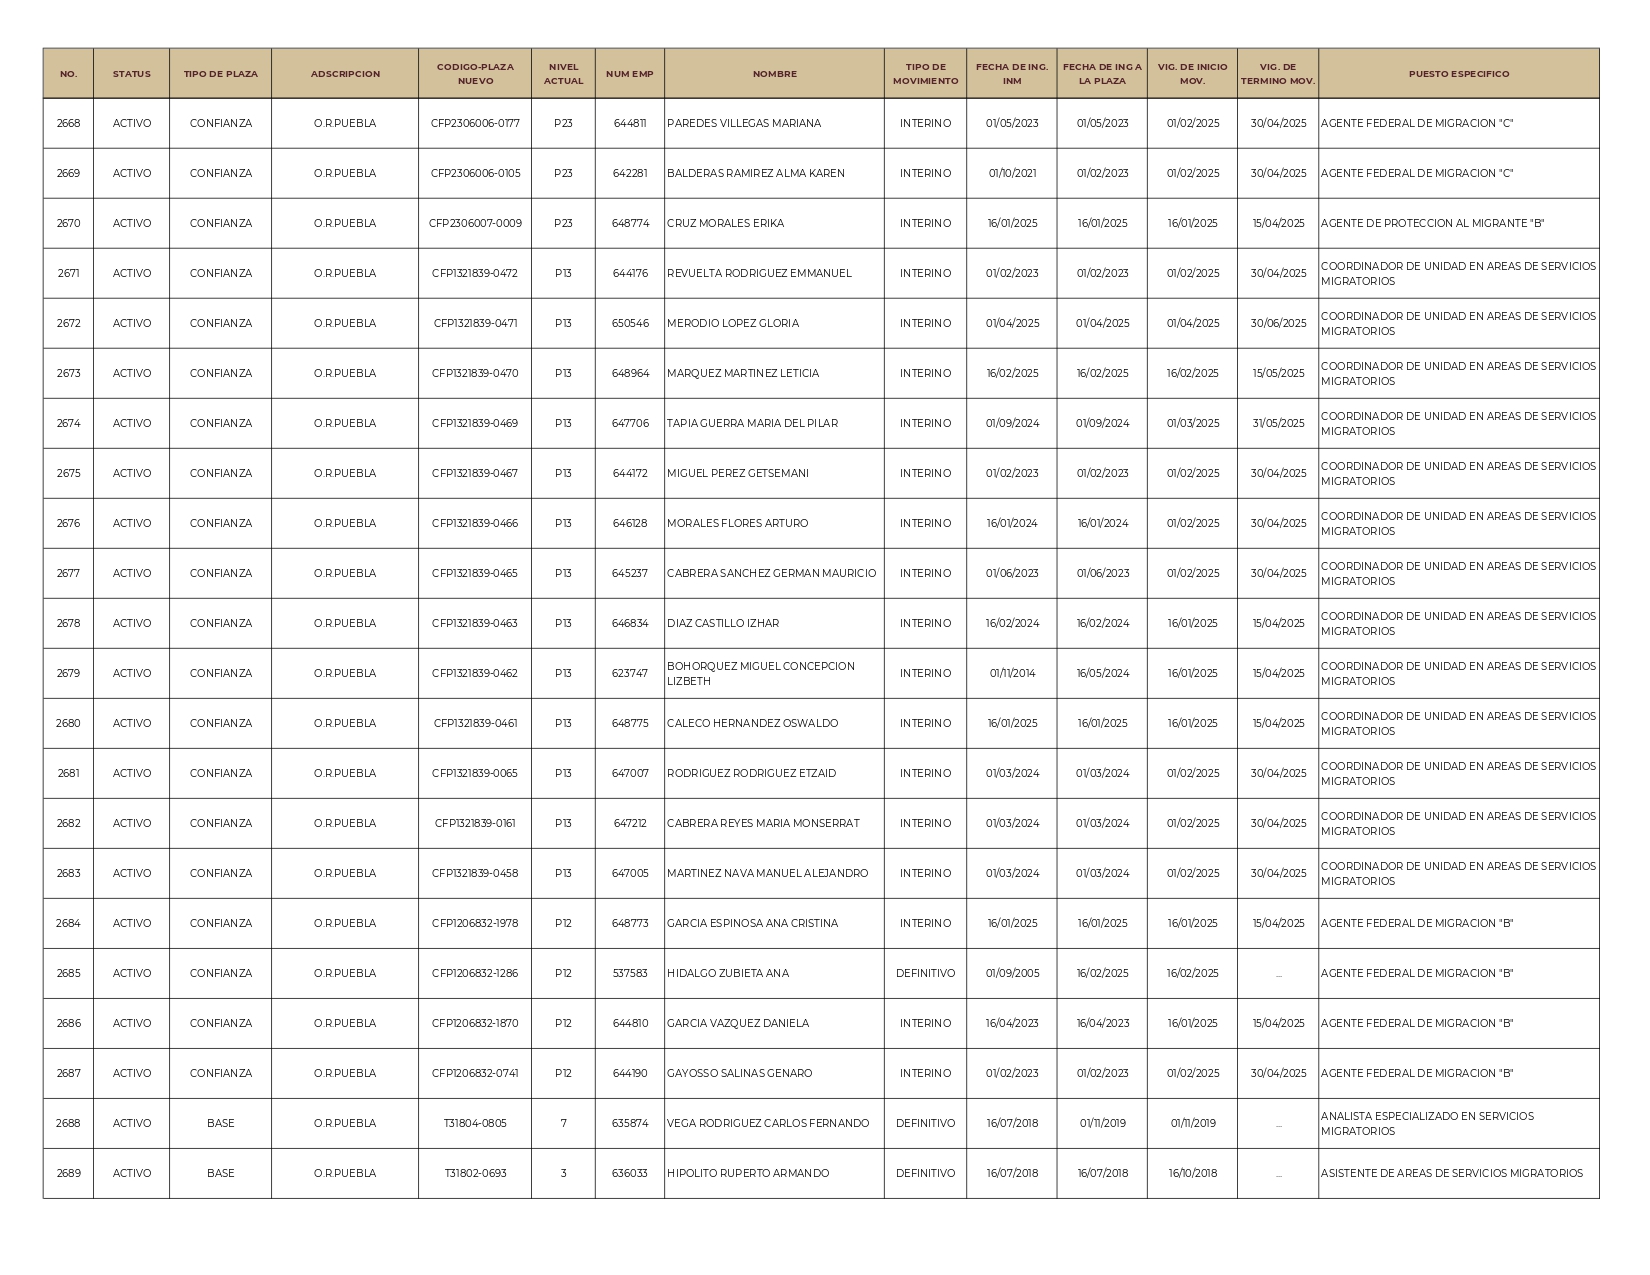 NO. STATUS TIPO DE PLAZA ADSCRIPCION CODIGO-PLAZA NUEVO NIVEL ACTUAL NUM EMP NOMBRE TIPO DE MOVIMIENTO FECHA DE ING. INM FECHA DE ING A LA PLAZA VIG. DE INICIO MOV. VIG. DE TERMINO MOV. PUESTO ESPECIFICO
2668 ACTIVO CONFIANZA O.R.PUEBLA CFP2306006-0177 P23 644811 PAREDES VILLEGAS MARIANA INTERINO 01/05/2023 01/05/2023 01/02/2025 30/04/2025 AGENTE FEDERAL DE MIGRACION "C"
2669 ACTIVO CONFIANZA O.R.PUEBLA CFP2306006-0105 P23 642281 BALDERAS RAMIREZ ALMA KAREN INTERINO 01/10/2021 01/02/2023 01/02/2025 30/04/2025 AGENTE FEDERAL DE MIGRACION "C"
2670 ACTIVO CONFIANZA O.R.PUEBLA CFP2306007-0009 P23 648774 CRUZ MORALES ERIKA INTERINO 16/01/2025 16/01/2025 16/01/2025 15/04/2025 AGENTE DE PROTECCION AL MIGRANTE "B"
2671 ACTIVO CONFIANZA O.R.PUEBLA CFP1321839-0472 P13 644176 REVUELTA RODRIGUEZ EMMANUEL INTERINO 01/02/2023 01/02/2023 01/02/2025 30/04/2025 COORDINADOR DE UNIDAD EN AREAS DE SERVICIOS MIGRATORIOS
2672 ACTIVO CONFIANZA O.R.PUEBLA CFP1321839-0471 P13 650546 MERODIO LOPEZ GLORIA INTERINO 01/04/2025 01/04/2025 01/04/2025 30/06/2025 COORDINADOR DE UNIDAD EN AREAS DE SERVICIOS MIGRATORIOS
2673 ACTIVO CONFIANZA O.R.PUEBLA CFP1321839-0470 P13 648964 MARQUEZ MARTINEZ LETICIA INTERINO 16/02/2025 16/02/2025 16/02/2025 15/05/2025 COORDINADOR DE UNIDAD EN AREAS DE SERVICIOS MIGRATORIOS
2674 ACTIVO CONFIANZA O.R.PUEBLA CFP1321839-0469 P13 647706 TAPIA GUERRA MARIA DEL PILAR INTERINO 01/09/2024 01/09/2024 01/03/2025 31/05/2025 COORDINADOR DE UNIDAD EN AREAS DE SERVICIOS MIGRATORIOS
2675 ACTIVO CONFIANZA O.R.PUEBLA CFP1321839-0467 P13 644172 MIGUEL PEREZ GETSEMANI INTERINO 01/02/2023 01/02/2023 01/02/2025 30/04/2025 COORDINADOR DE UNIDAD EN AREAS DE SERVICIOS MIGRATORIOS
2676 ACTIVO CONFIANZA O.R.PUEBLA CFP1321839-0466 P13 646128 MORALES FLORES ARTURO INTERINO 16/01/2024 16/01/2024 01/02/2025 30/04/2025 COORDINADOR DE UNIDAD EN AREAS DE SERVICIOS MIGRATORIOS
2677 ACTIVO CONFIANZA O.R.PUEBLA CFP1321839-0465 P13 645237 CABRERA SANCHEZ GERMAN MAURICIO INTERINO 01/06/2023 01/06/2023 01/02/2025 30/04/2025 COORDINADOR DE UNIDAD EN AREAS DE SERVICIOS MIGRATORIOS
2678 ACTIVO CONFIANZA O.R.PUEBLA CFP1321839-0463 P13 646834 DIAZ CASTILLO IZHAR INTERINO 16/02/2024 16/02/2024 16/01/2025 15/04/2025 COORDINADOR DE UNIDAD EN AREAS DE SERVICIOS MIGRATORIOS
2679 ACTIVO CONFIANZA O.R.PUEBLA CFP1321839-0462 P13 623747 BOHORQUEZ MIGUEL CONCEPCION LIZBETH INTERINO 01/11/2014 16/05/2024 16/01/2025 15/04/2025 COORDINADOR DE UNIDAD EN AREAS DE SERVICIOS MIGRATORIOS
2680 ACTIVO CONFIANZA O.R.PUEBLA CFP1321839-0461 P13 648775 CALECO HERNANDEZ OSWALDO INTERINO 16/01/2025 16/01/2025 16/01/2025 15/04/2025 COORDINADOR DE UNIDAD EN AREAS DE SERVICIOS MIGRATORIOS
2681 ACTIVO CONFIANZA O.R.PUEBLA CFP1321839-0065 P13 647007 RODRIGUEZ RODRIGUEZ ETZAID INTERINO 01/03/2024 01/03/2024 01/02/2025 30/04/2025 COORDINADOR DE UNIDAD EN AREAS DE SERVICIOS MIGRATORIOS
2682 ACTIVO CONFIANZA O.R.PUEBLA CFP1321839-0161 P13 647212 CABRERA REYES MARIA MONSERRAT INTERINO 01/03/2024 01/03/2024 01/02/2025 30/04/2025 COORDINADOR DE UNIDAD EN AREAS DE SERVICIOS MIGRATORIOS
2683 ACTIVO CONFIANZA O.R.PUEBLA CFP1321839-0458 P13 647005 MARTINEZ NAVA MANUEL ALEJANDRO INTERINO 01/03/2024 01/03/2024 01/02/2025 30/04/2025 COORDINADOR DE UNIDAD EN AREAS DE SERVICIOS MIGRATORIOS
2684 ACTIVO CONFIANZA O.R.PUEBLA CFP1206832-1978 P12 648773 GARCIA ESPINOSA ANA CRISTINA INTERINO 16/01/2025 16/01/2025 16/01/2025 15/04/2025 AGENTE FEDERAL DE MIGRACION "B"
2685 ACTIVO CONFIANZA O.R.PUEBLA CFP1206832-1286 P12 537583 HIDALGO ZUBIETA ANA DEFINITIVO 01/09/2005 16/02/2025 16/02/2025 ... AGENTE FEDERAL DE MIGRACION "B"
2686 ACTIVO CONFIANZA O.R.PUEBLA CFP1206832-1870 P12 644810 GARCIA VAZQUEZ DANIELA INTERINO 16/04/2023 16/04/2023 16/01/2025 15/04/2025 AGENTE FEDERAL DE MIGRACION "B"
2687 ACTIVO CONFIANZA O.R.PUEBLA CFP1206832-0741 P12 644190 GAYOSSO SALINAS GENARO INTERINO 01/02/2023 01/02/2023 01/02/2025 30/04/2025 AGENTE FEDERAL DE MIGRACION "B"
2688 ACTIVO BASE O.R.PUEBLA T31804-0805 7 635874 VEGA RODRIGUEZ CARLOS FERNANDO DEFINITIVO 16/07/2018 01/11/2019 01/11/2019 ... ANALISTA ESPECIALIZADO EN SERVICIOS MIGRATORIOS
2689 ACTIVO BASE O.R.PUEBLA T31802-0693 3 636033 HIPOLITO RUPERTO ARMANDO DEFINITIVO 16/07/2018 16/07/2018 16/10/2018 ... ASISTENTE DE AREAS DE SERVICIOS MIGRATORIOS